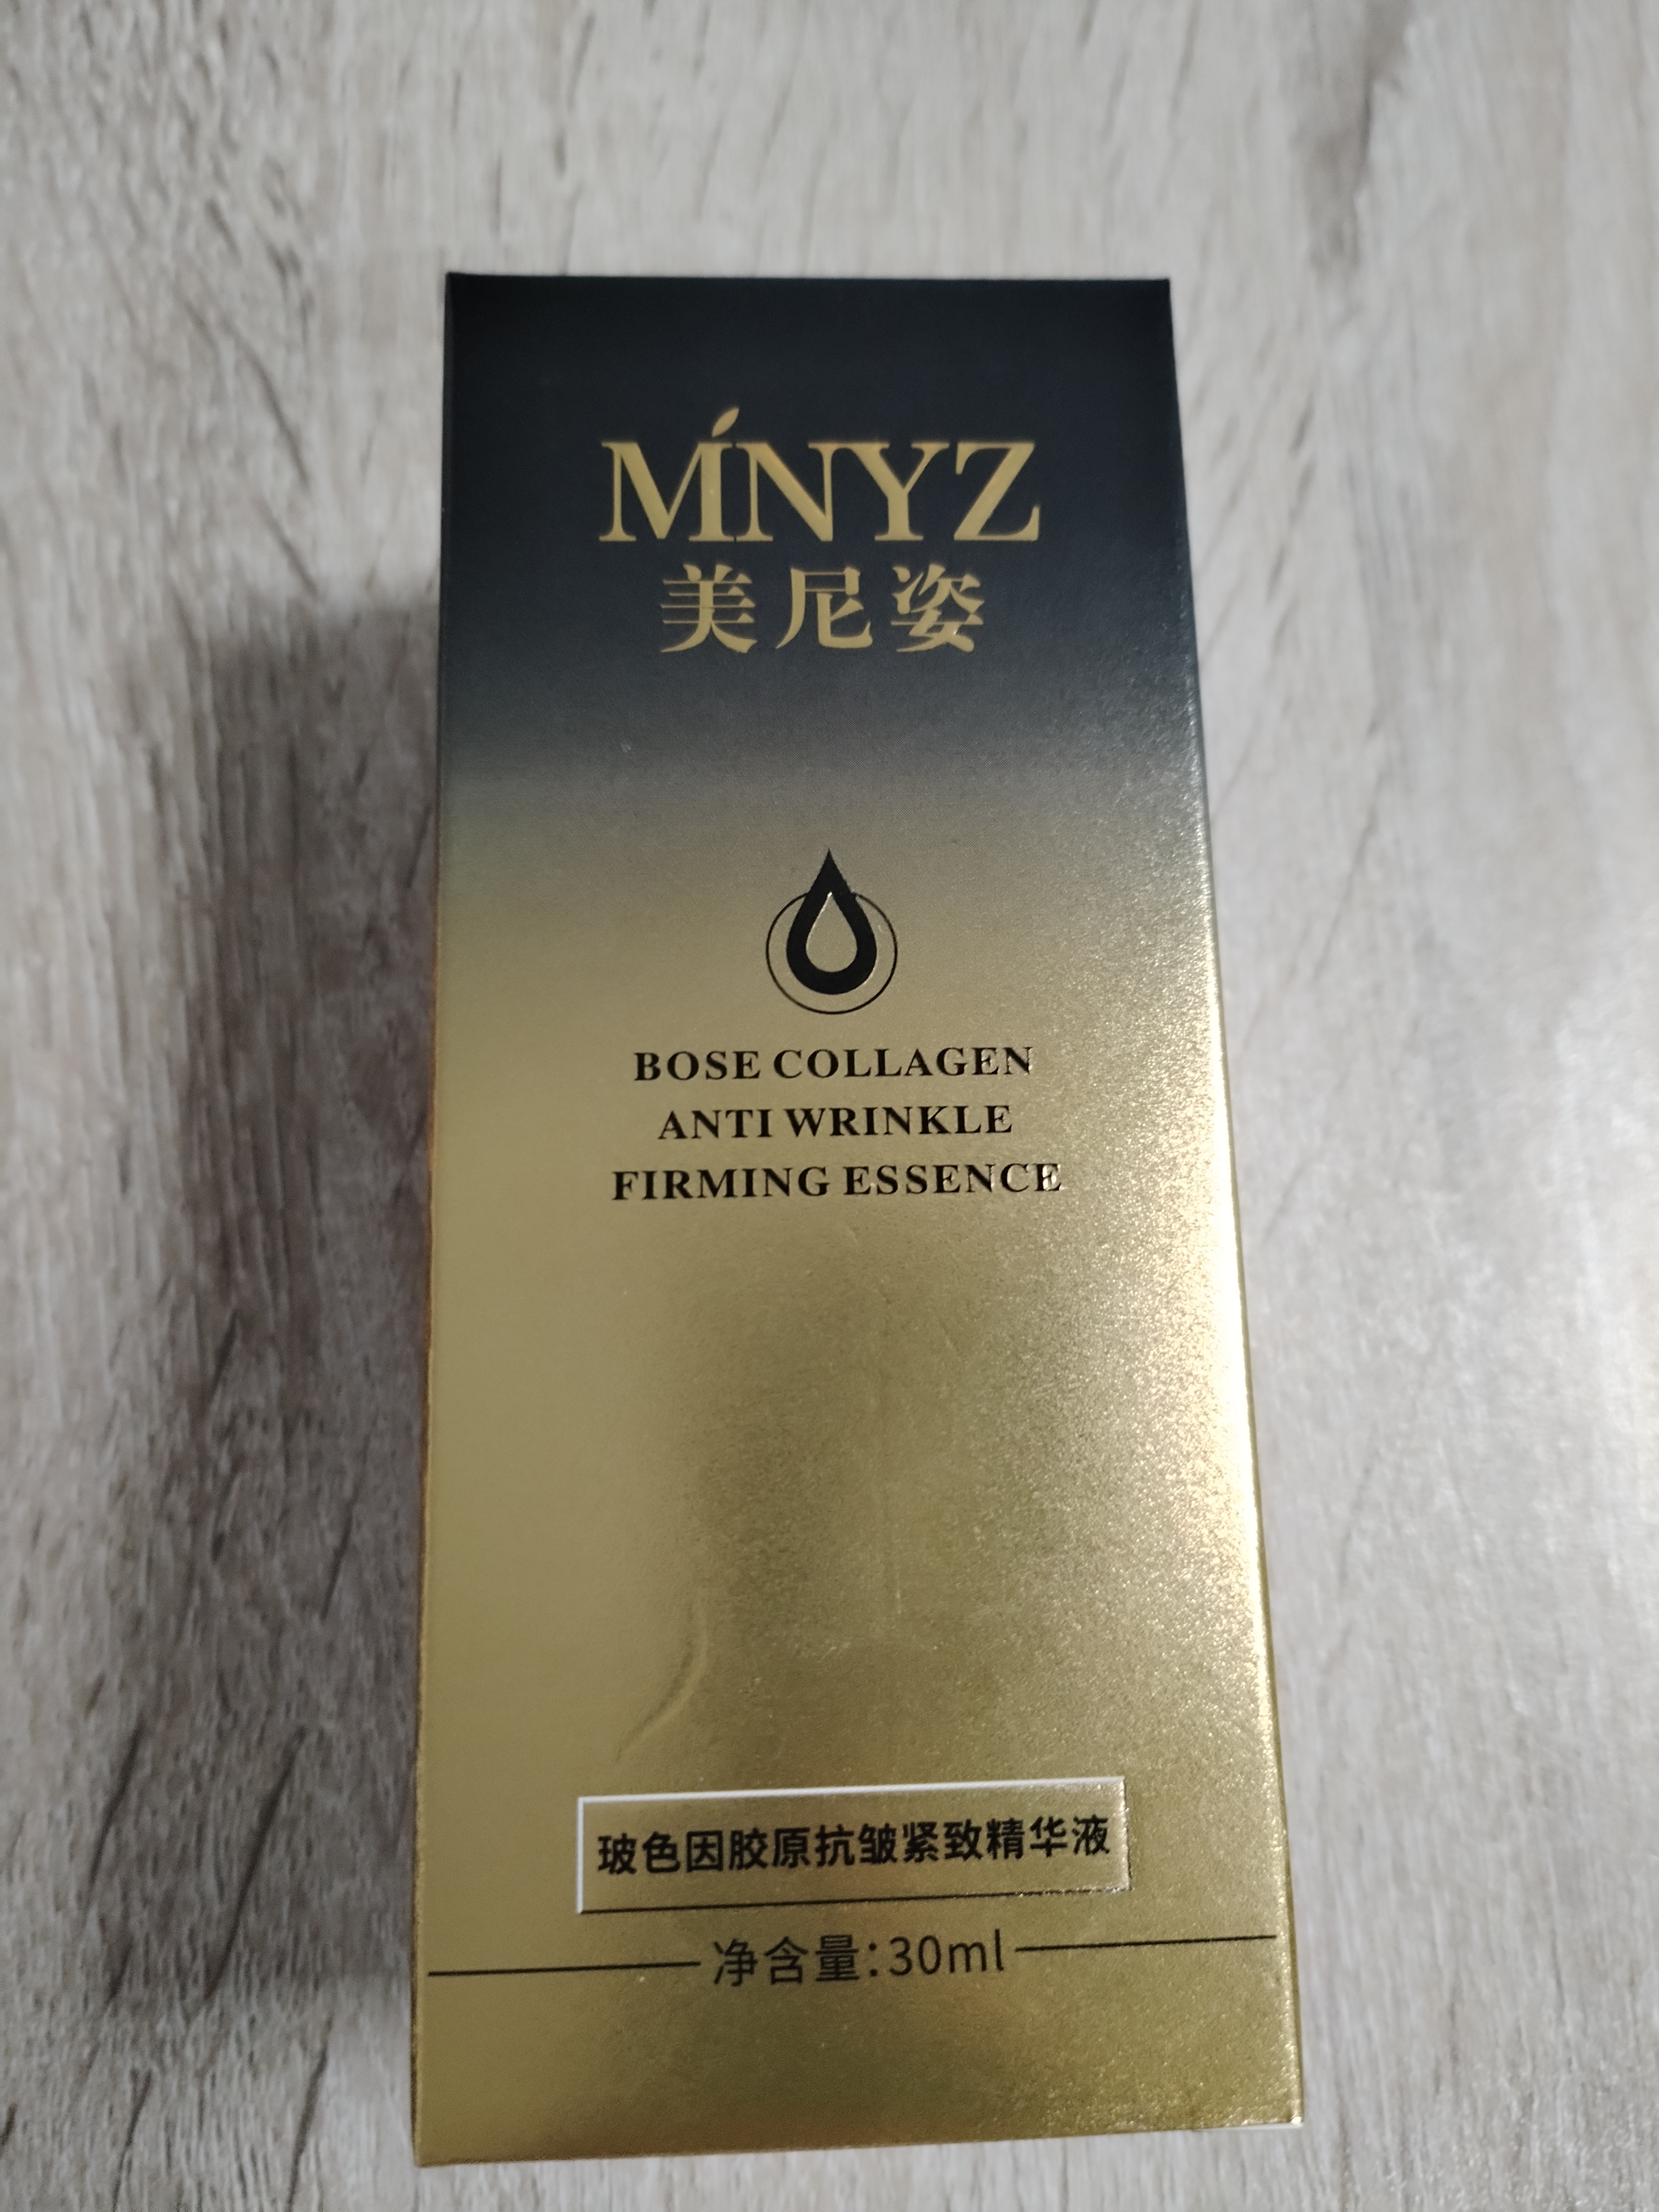 MNYZ
美尼姿
BOSE COLLAGEN
ANTI WRINKLE
FIRMING ESSENCE
玻色因胶原抗皱紧致精华液
净含量:30ml